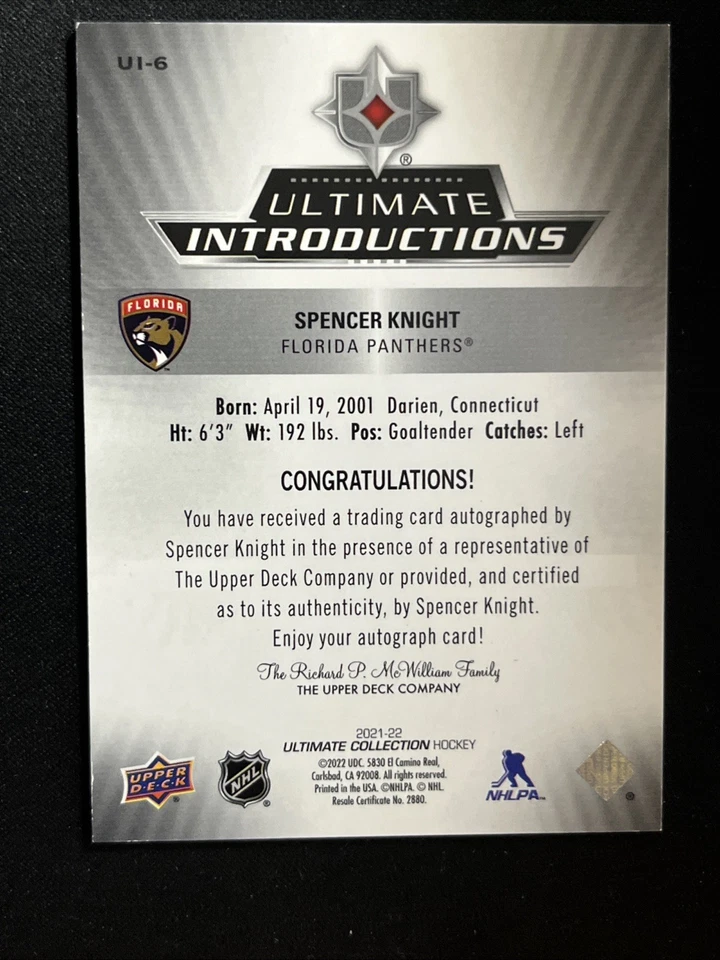 UI-6
®
ULTIMATE
INTRODUCTIONS
FLORIDA
SPENCER KNIGHT
FLORIDA PANTHERS®
Born: April 19, 2001 Darien, Connecticut
Ht: 6'3" Wt: 192 lbs. Pos: Goaltender Catches: Left
CONGRATULATIONS!
You have received a trading card autographed by
Spencer Knight in the presence of a representative of
The Upper Deck Company or provided, and certified
as to its authenticity, by Spencer Knight.
Enjoy your autograph card!
The Richard P. McWilliam Family
THE UPPER DECK COMPANY
2021-22
ULTIMATE COLLECTION HOCKEY
©2022 UDC. 5830 El Camino Real,
Carlsbad, CA 92008. All rights reserved.
Printed in the USA. ©NHLPA. © NHL.
Resale Certificate No. 2880.
UPPER
D·E·C·K
®
NHL
®
NHLPA™
®